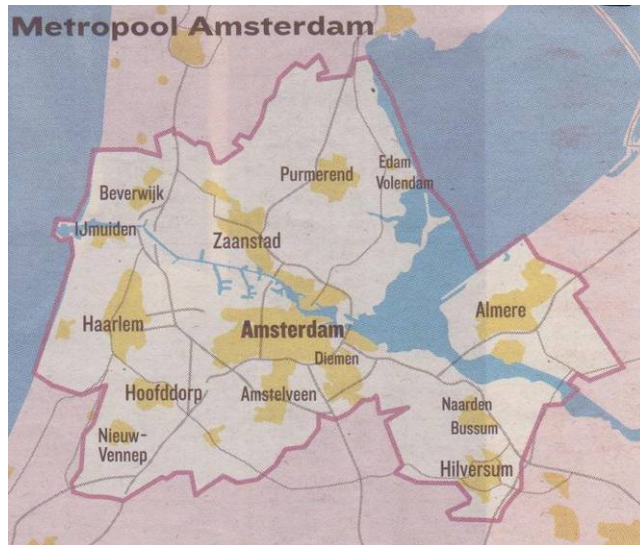 Metropool Amsterdam
Purmerend
Edam
Volendam
Beverwijk
IJmuiden
Zaanstad
Haarlem
Amsterdam
Almere
Diemen
Hoofddorp
Amstelveen
Naarden
Bussum
Nieuw-
Vennep
Hilversum